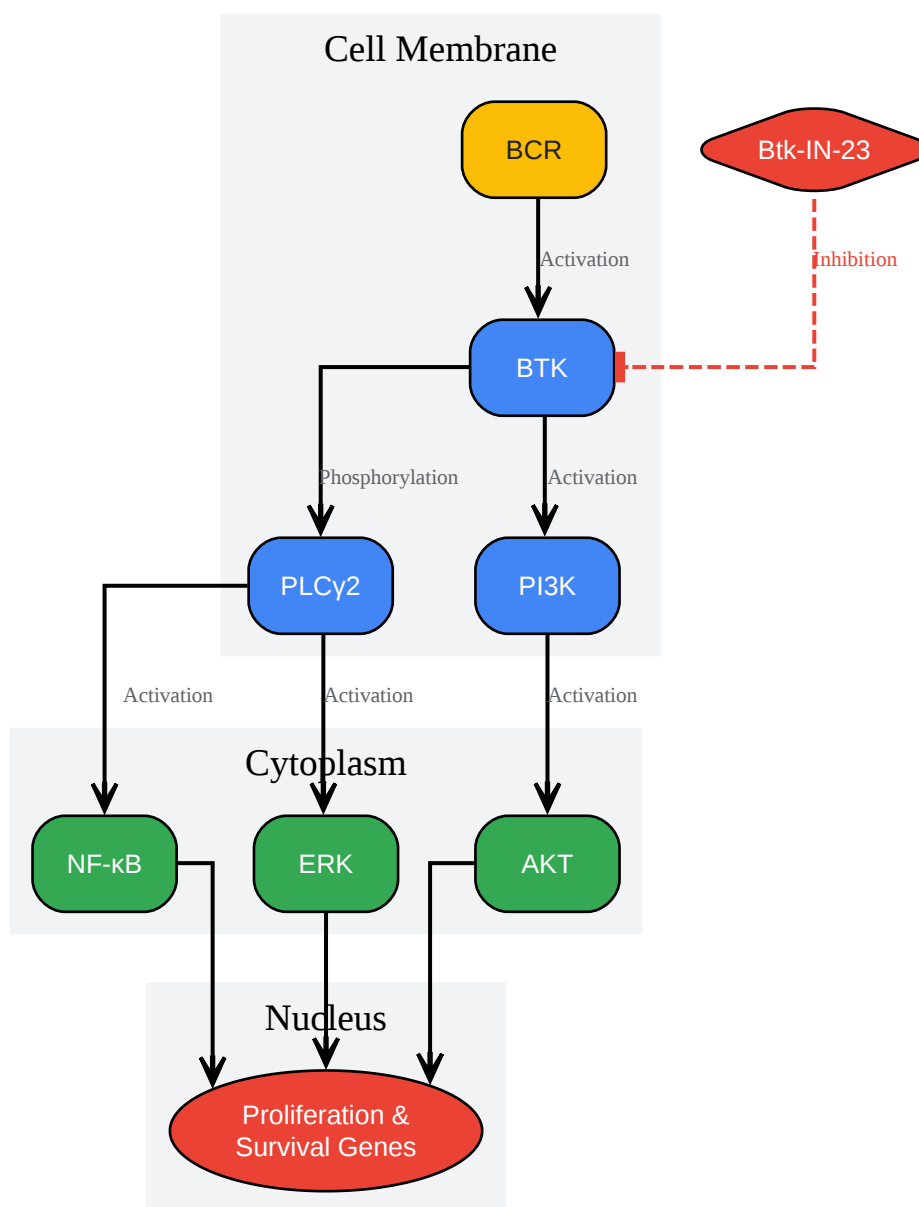 Cell Membrane
BCR
Btk-IN-23
Activation
Inhibition
BTK
Phosphorylation
Activation
PLCγ2
PI3K
Activation
Activation
Activation
Cytoplasm
NF-κB
ERK
AKT
Nucleus
Proliferation &
Survival Genes